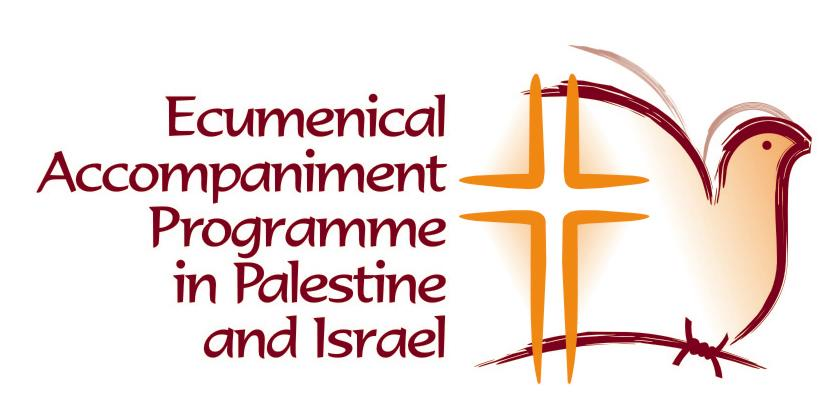 Ecumenical
Accompaniment
Programme
in Palestine
and Israel